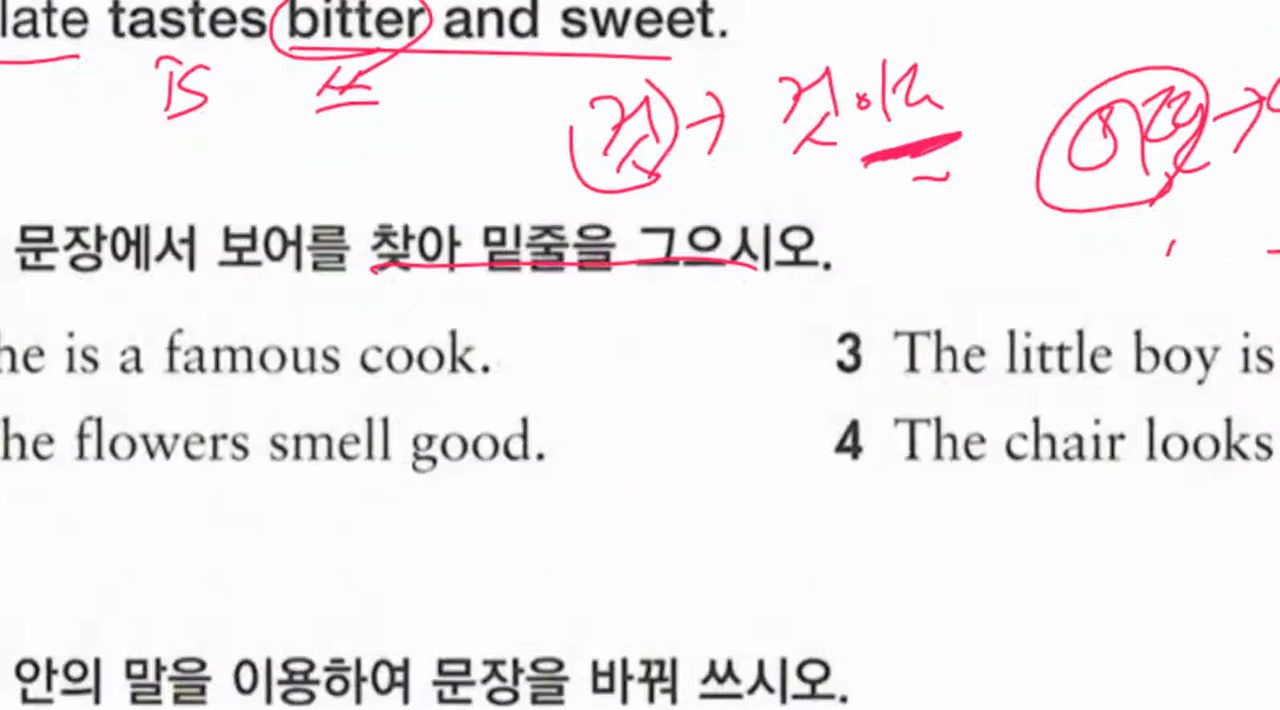 late tastes bitter and sweet.
is 쓰 것 → 것이다
문장에서 보어를 찾아 밑줄을 그으시오.
he is a famous cook.
3 The little boy is
he flowers smell good.
4 The chair looks
안의 말을 이용하여 문장을 바꿔 쓰시오.